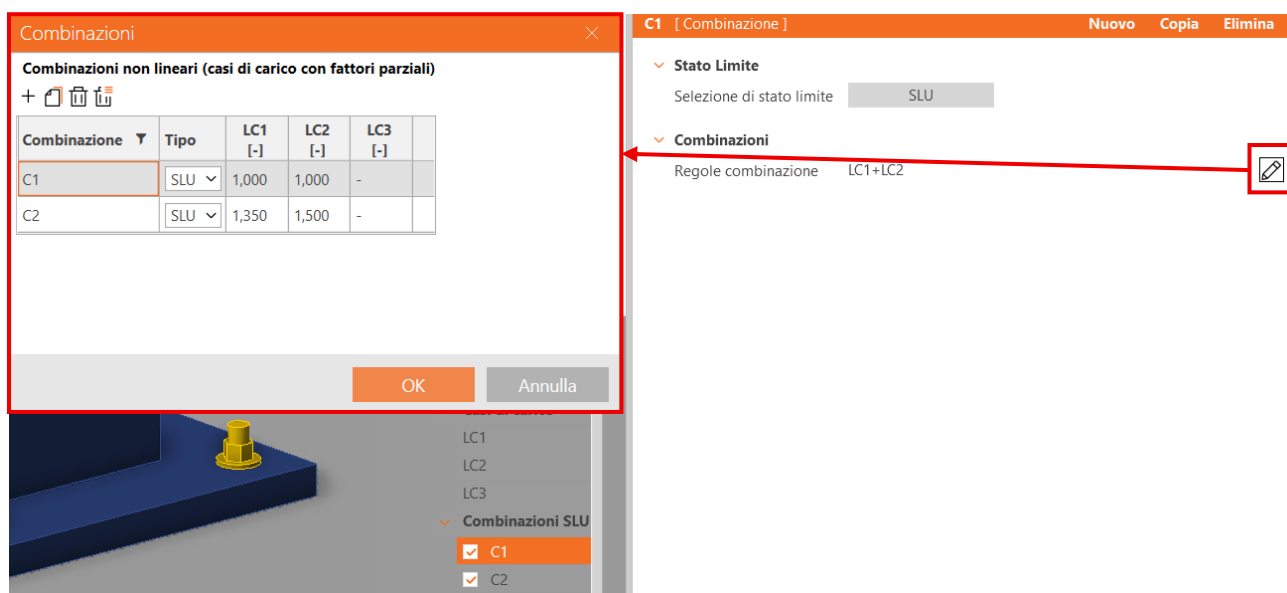 Combinazioni
Combinazioni non lineari (casi di carico con fattori parziali)
Combinazione Tipo LC1 [-] LC2 [-] LC3 [-]
C1 SLU 1,000 1,000 -
C2 SLU 1,350 1,500 -
OK Annulla
LC1
LC2
LC3
Combinazioni SLU
C1
C2
C1 [ Combinazione ] Nuovo Copia Elimina
Stato Limite
Selezione di stato limite SLU
Combinazioni
Regole combinazione LC1+LC2